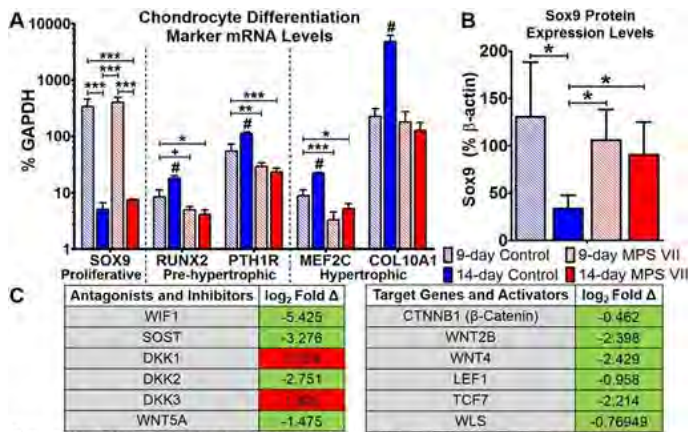 A
Chondrocyte Differentiation
Marker mRNA Levels
% GAPDH
10000
1000
100
10
1
***
***
***
***
+
*
#
***
**
#
*
***
#
#
SOX9
RUNX2
PTH1R
MEF2C
COL10A1
Proliferative
Pre-hypertrophic
Hypertrophic
B
Sox9 Protein
Expression Levels
Sox9 (% β-actin)
200
150
100
50
0
*
*
*
9-day Control
9-day MPS VII
14-day Control
14-day MPS VII
C
Antagonists and Inhibitors
log2 Fold Δ
WIF1
-5.425
SOST
-3.276
DKK1
DKK2
-2.751
DKK3
WNT5A
-1.475
Target Genes and Activators
log2 Fold Δ
CTNNB1 (β-Catenin)
-0.462
WNT2B
-2.398
WNT4
-2.429
LEF1
-0.958
TCF7
-2.214
WLS
-0.76949